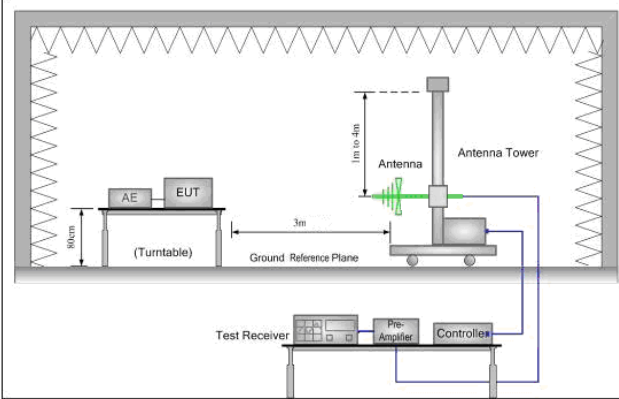 1m to 4m
Antenna
Antenna Tower
AE
EUT
80cm
(Turntable)
3m
Ground Reference Plane
Test Receiver
Pre-
Amplifier
Controller